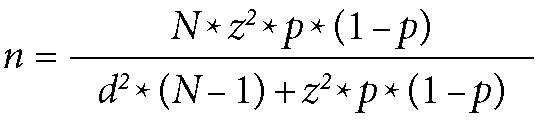 n = N * z² * p * (1 – p) / d² * (N – 1) + z² * p * (1 – p)